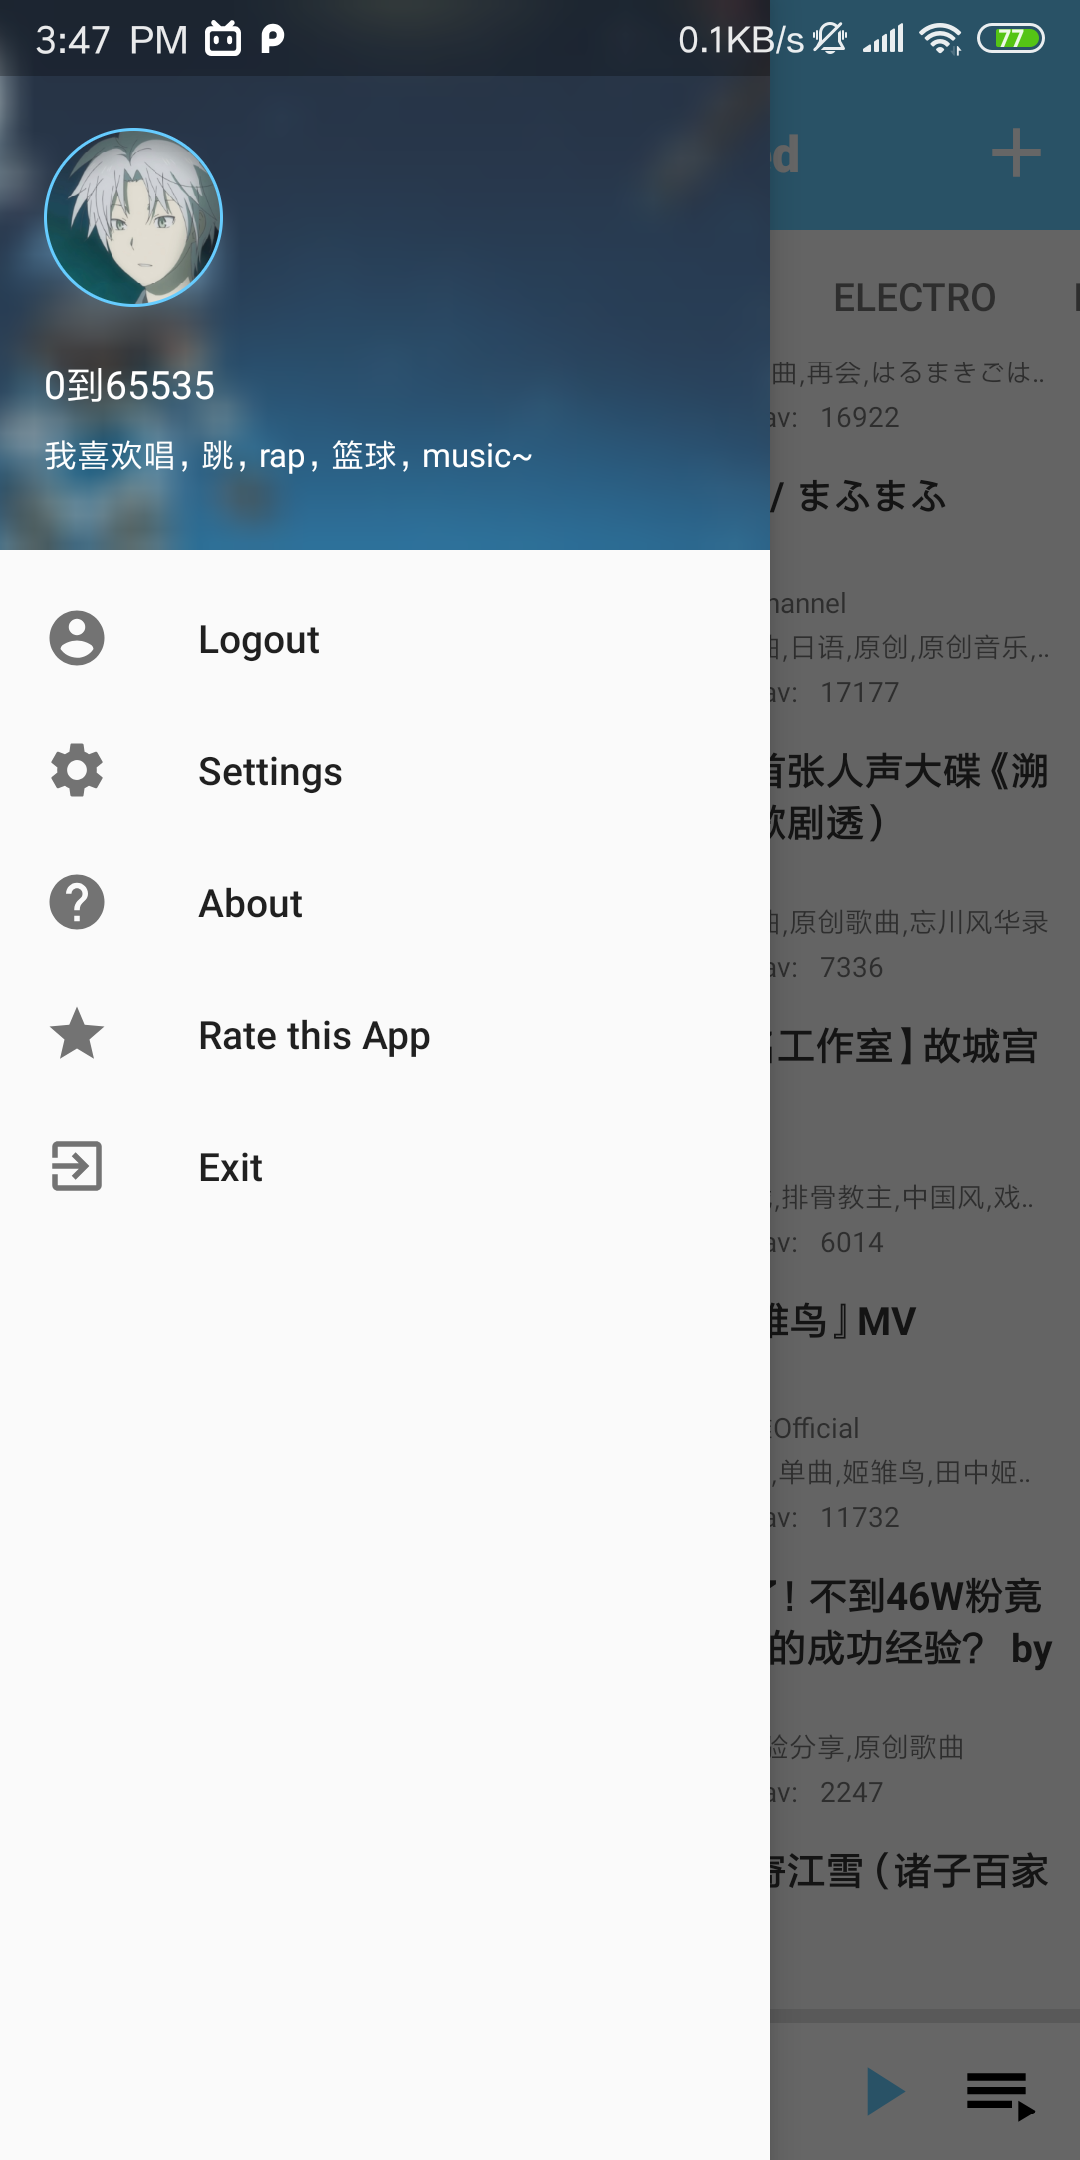 3:47 PM
0.1KB/s
77
0到65535
我喜欢唱，跳，rap，篮球，music~
Logout
Settings
About
Rate this App
Exit
ELECTRO
曲,再会,はるまきごは..
av: 16922
/ まふまふ
hannel
,日语,原创,原创音乐,..
av: 17177
首张人声大碟《溯
歌剧透）
,原创歌曲,忘川风华录
av: 7336
工作室】故城宫
,排骨教主,中国风,戏..
av: 6014
雏鸟』MV
Official
,单曲,姬雏鸟,田中姬..
av: 11732
了！不到46W粉竟
的成功经验？ by
验分享,原创歌曲
av: 2247
寄江雪（诸子百家